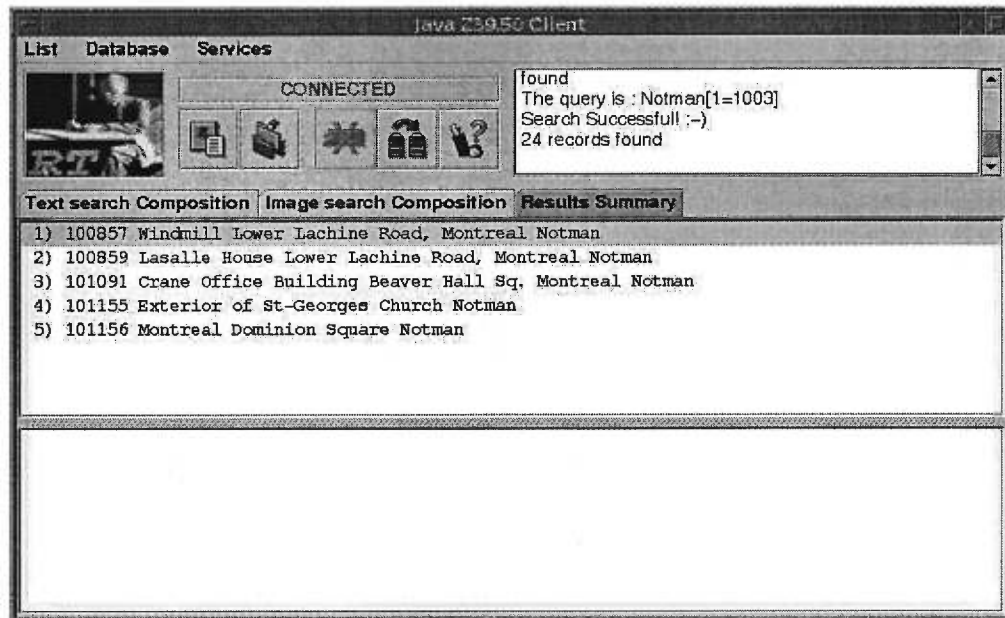 Java Z39.50 Client
List Database Services
CONNECTED
found
The query is : Notman[1=1003]
Search Successful! :-)
24 records found
Text search Composition Image search Composition Results Summary
1) 100857 Windmill Lower Lachine Road, Montreal Notman
2) 100859 Lasalle House Lower Lachine Road, Montreal Notman
3) 101091 Crane Office Building Beaver Hall Sq. Montreal Notman
4) 101155 Exterior of St-Georges Church Notman
5) 101156 Montreal Dominion Square Notman